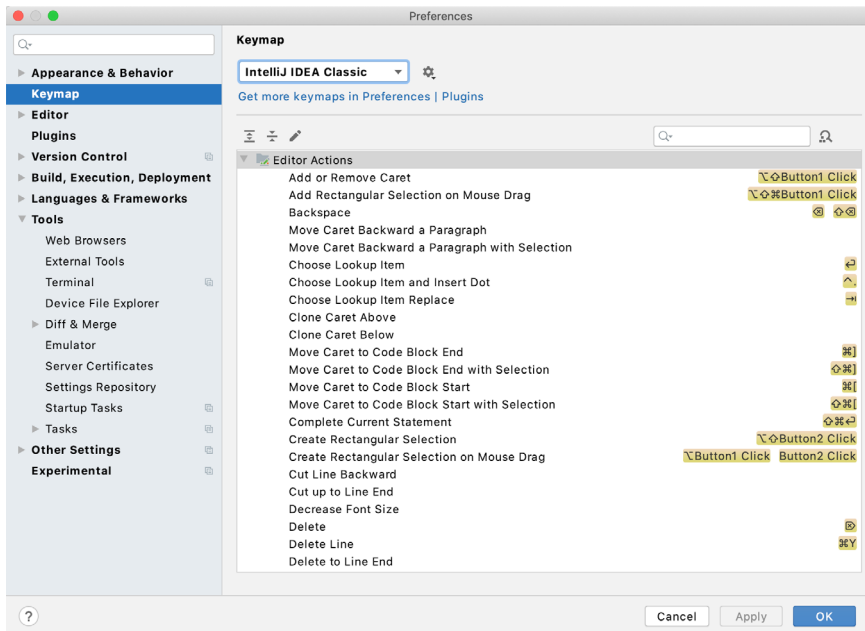 Preferences
Appearance & Behavior
Keymap
Editor
Plugins
Version Control
Build, Execution, Deployment
Languages & Frameworks
Tools
Web Browsers
External Tools
Terminal
Device File Explorer
Diff & Merge
Emulator
Server Certificates
Settings Repository
Startup Tasks
Tasks
Other Settings
Experimental
Keymap
IntelliJ IDEA Classic
Get more keymaps in Preferences | Plugins
Editor Actions
Add or Remove Caret ⌥⇧Button1 Click
Add Rectangular Selection on Mouse Drag ⌥⇧⌘Button1 Click
Backspace ⌫ ⇧⌫
Move Caret Backward a Paragraph
Move Caret Backward a Paragraph with Selection
Choose Lookup Item ⏎
Choose Lookup Item and Insert Dot ^.
Choose Lookup Item Replace ⇥
Clone Caret Above
Clone Caret Below
Move Caret to Code Block End ⌘]
Move Caret to Code Block End with Selection ⇧⌘]
Move Caret to Code Block Start ⌘[
Move Caret to Code Block Start with Selection ⇧⌘[
Complete Current Statement ⇧⌘⏎
Create Rectangular Selection ⌥⇧Button2 Click
Create Rectangular Selection on Mouse Drag ⌥Button1 Click Button2 Click
Cut Line Backward
Cut up to Line End
Decrease Font Size
Delete ⌦
Delete Line ⌘Y
Delete to Line End
?
Cancel
Apply
OK